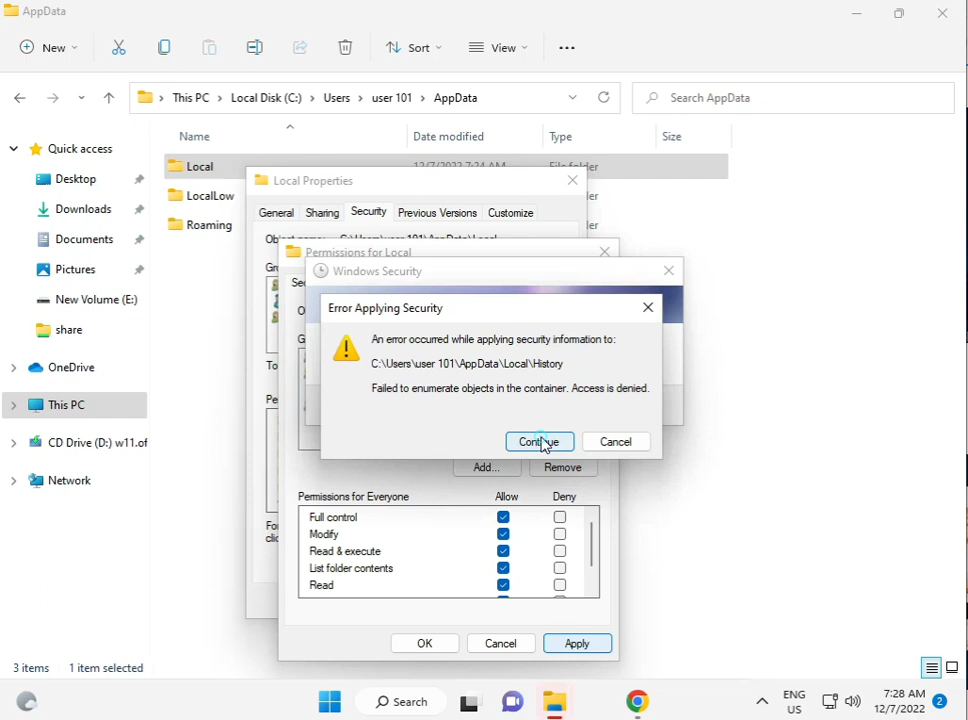 AppData
New
Sort
View
This PC > Local Disk (C:) > Users > user 101 > AppData
Search AppData
Name
Date modified
Type
Size
Quick access
Desktop
Downloads
Documents
Pictures
New Volume (E:)
share
OneDrive
This PC
CD Drive (D:) w11.of
Network
Local
LocalLow
Roaming
Local Properties
General
Sharing
Security
Previous Versions
Customize
Permissions for Local
Windows Security
Error Applying Security
An error occurred while applying security information to:
C:\Users\user 101\AppData\Local\History
Failed to enumerate objects in the container. Access is denied.
Continue
Cancel
Add...
Remove
Permissions for Everyone
Allow
Deny
Full control
Modify
Read & execute
List folder contents
Read
OK
Cancel
Apply
3 items
1 item selected
Search
ENG
US
7:28 AM
12/7/2022
2